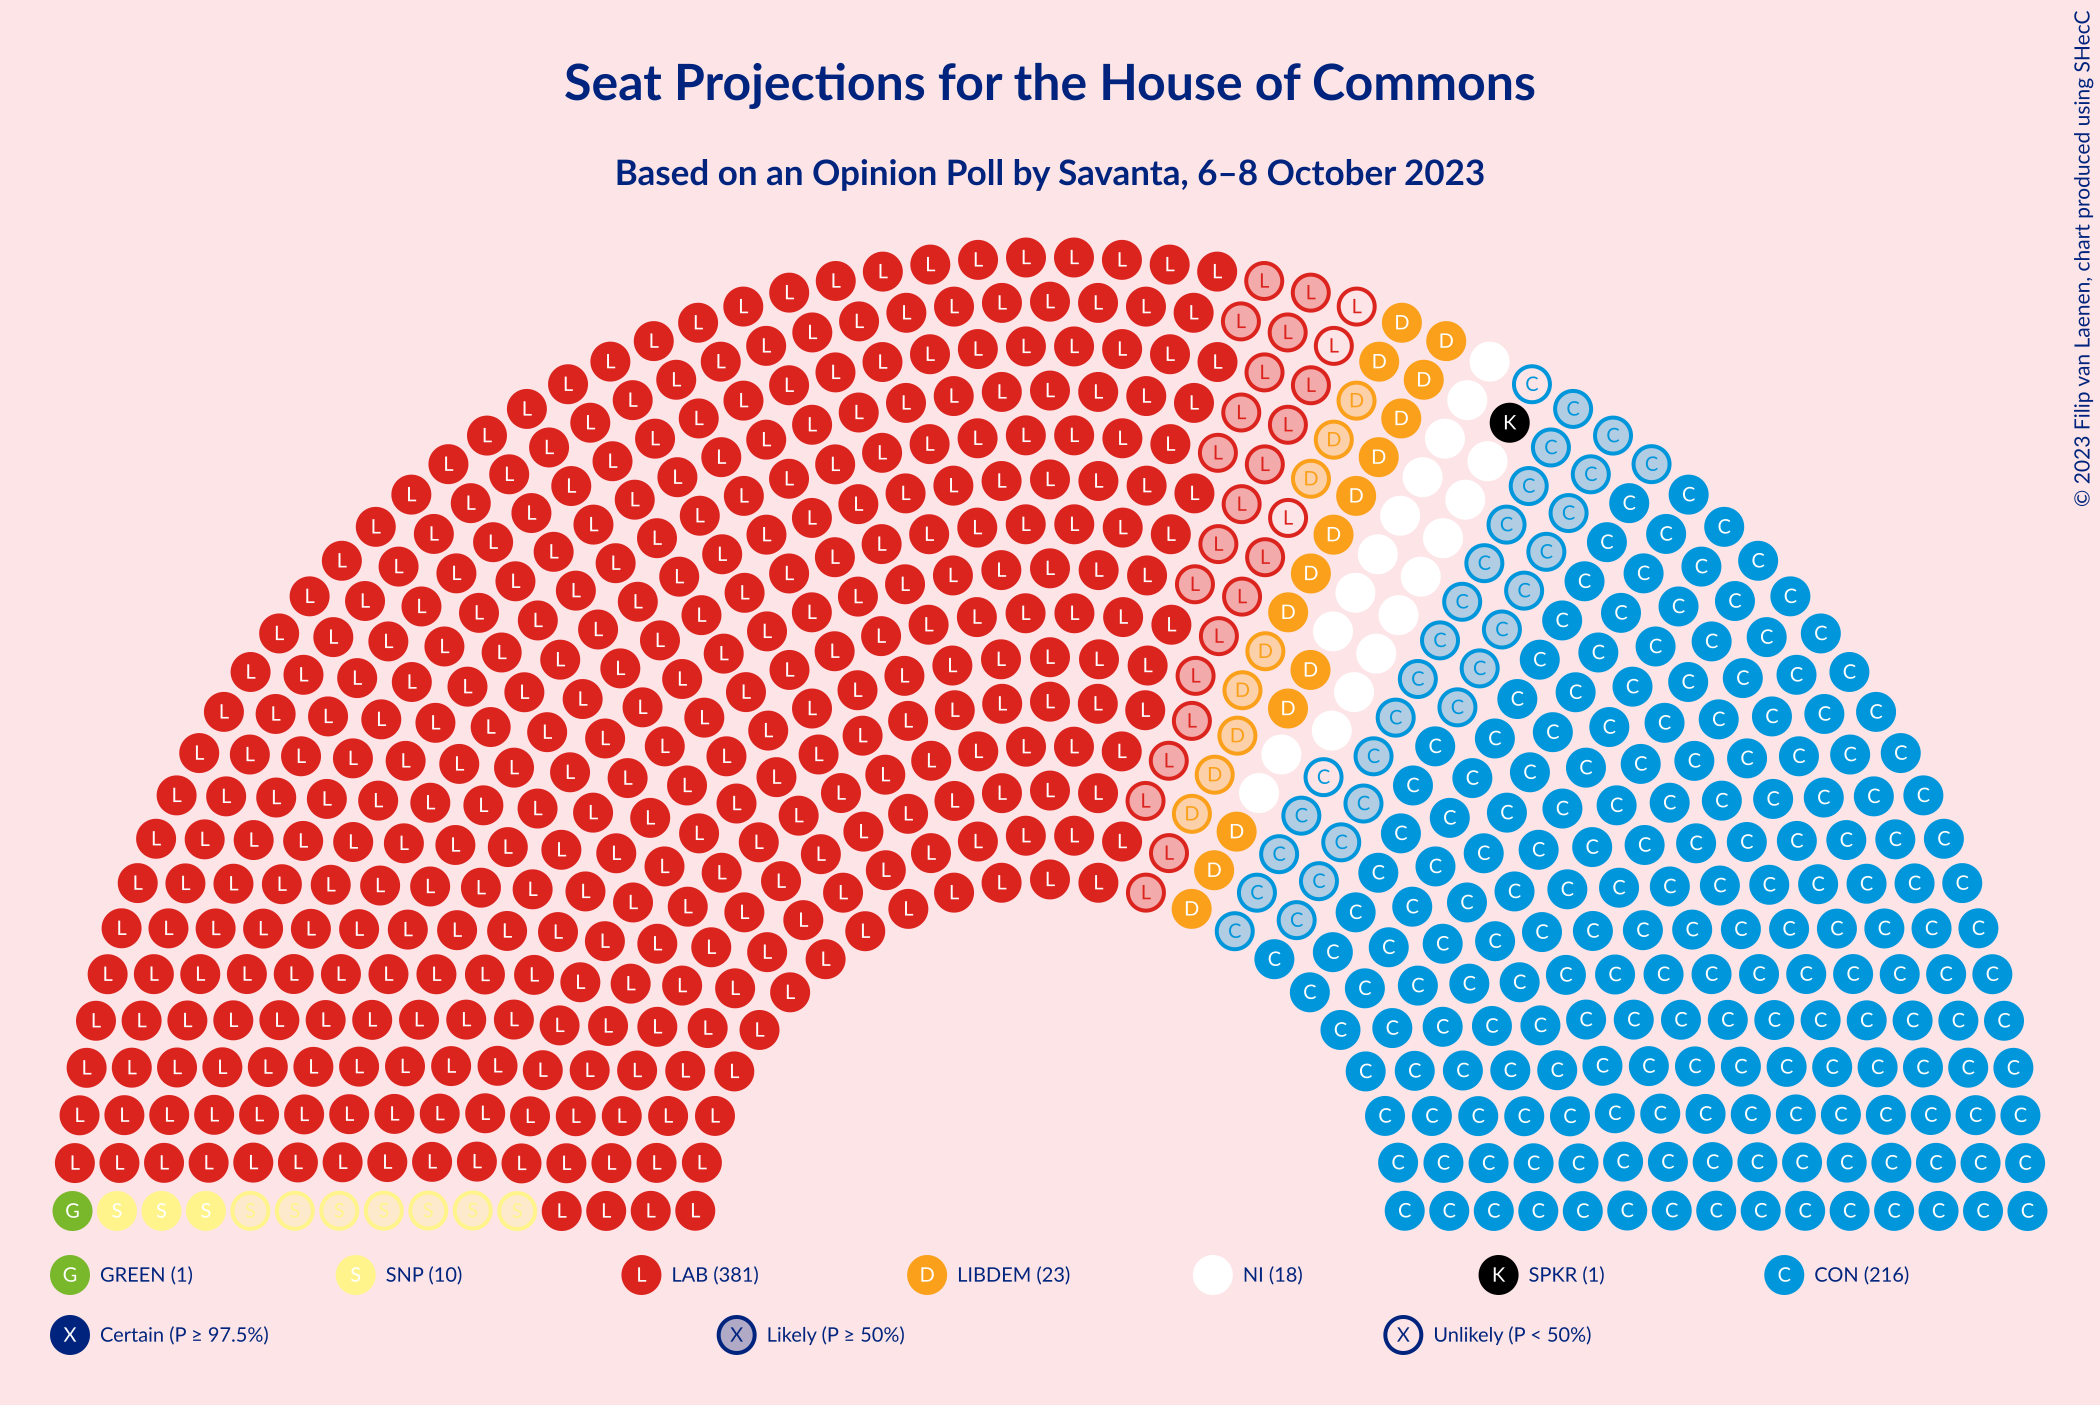 Seat Projections for the House of Commons
Based on an Opinion Poll by Savanta, 6–8 October 2023
© 2023 Filip van Laenen, chart produced using SHecC
G GREEN (1)
S SNP (10)
L LAB (381)
D LIBDEM (23)
NI (18)
K SPKR (1)
C CON (216)
X Certain (P ≥ 97.5%)
X Likely (P ≥ 50%)
X Unlikely (P < 50%)